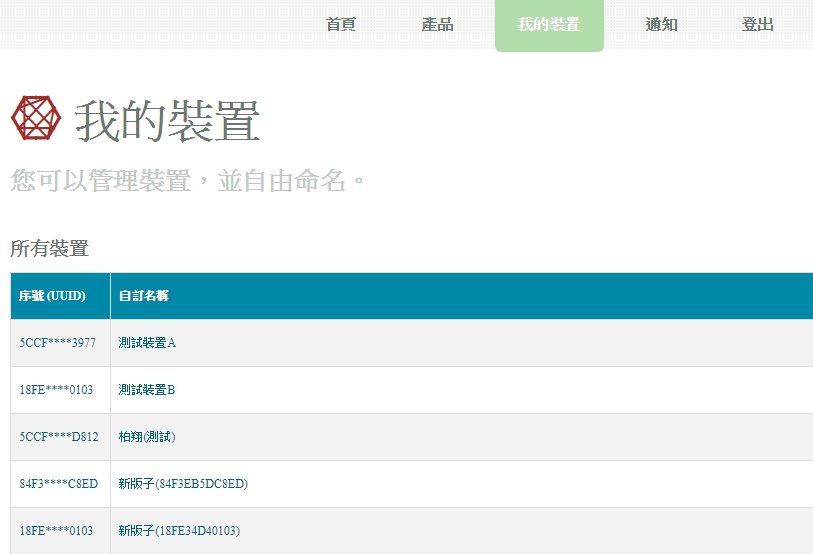 首頁 產品 我的裝置 通知 登出
我的裝置
您可以管理裝置，並自由命名。
所有裝置
序號 (UUID) 自訂名稱
5CCF****3977 測試裝置A
18FE****0103 測試裝置B
5CCF****D812 柏翔(測試)
84F3****C8ED 新版子(84F3EB5DC8ED)
18FE****0103 新版子(18FE34D40103)